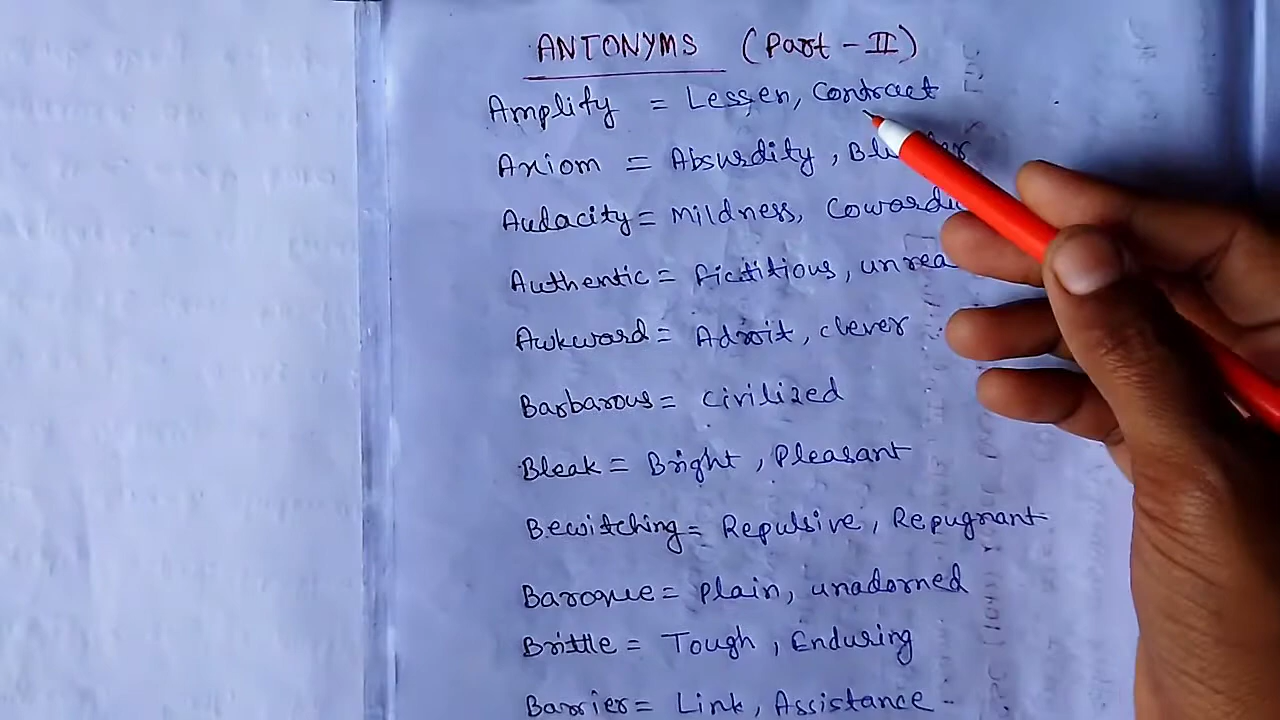 ANTONYMS (Part - II)
Amplify = Lessen, Contract
Axiom = Absurdity,
Audacity = Mildness,
Authentic = Fictitious,
Awkward = Adroit, clever
Barbarous = Civilized
Bleak = Bright, Pleasant
Bewitching = Repulsive, Repugnant
Baroque = Plain, unadorned
Brittle = Tough, Enduring
Barrier = Link, Assistance